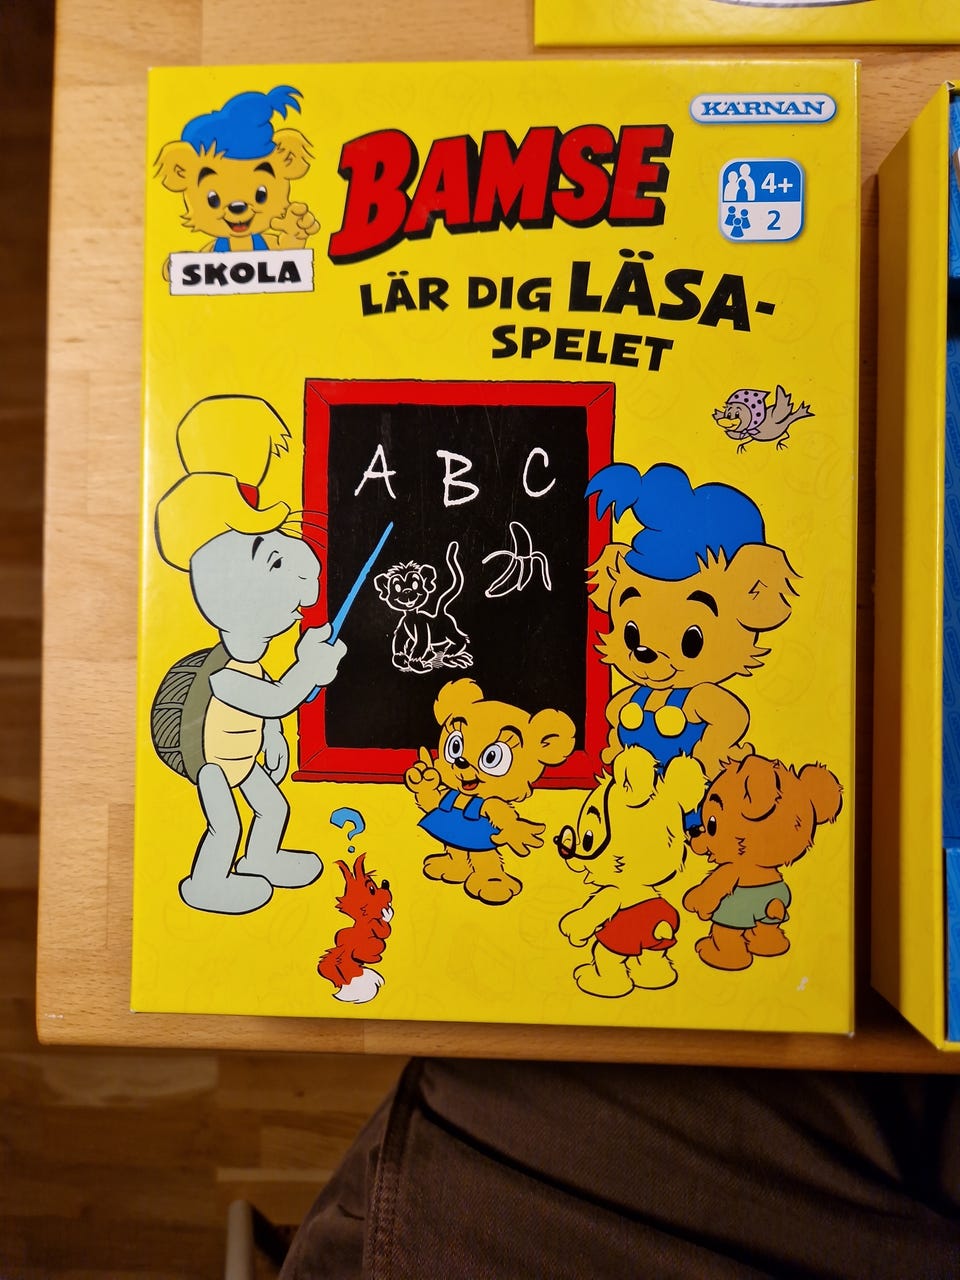 KÄRNAN
BAMSE
4+
2
SKOLA
LÄR DIG LÄSA-
SPELET
A B C
?